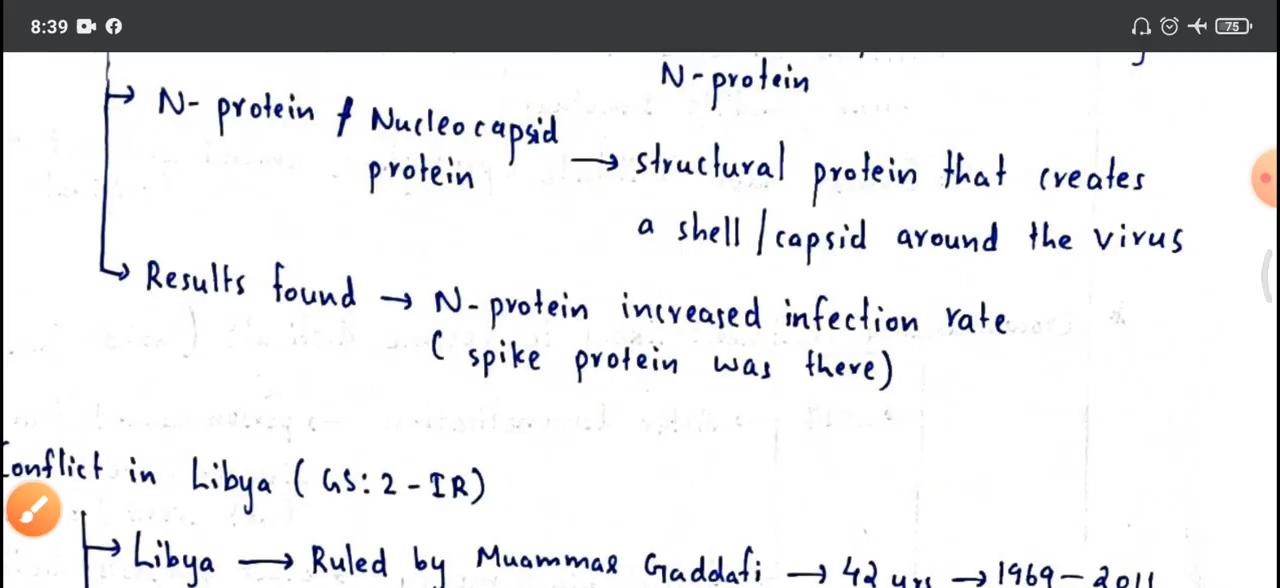 8:39
75
N-protein
N- protein / Nucleocapsid
protein → structural protein that creates
a shell/capsid around the virus
Results found → N-protein increased infection rate
( spike protein was there)
Conflict in Libya ( GS: 2 - IR)
Libya → Ruled by Muammar Gaddafi → 42 yrs → 1969 - 2011